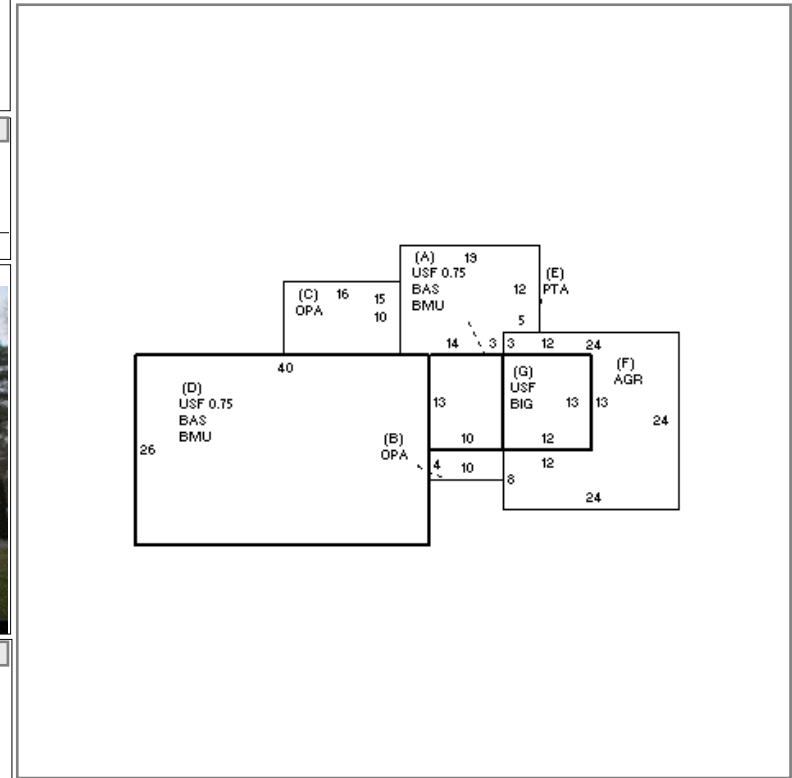 (A) 19
USF 0.75
BAS
BMU
12
5
(E)
PTA
(C) 16
OPA
15
10
14 3 3 12 24
40
(D)
USF 0.75
BAS
BMU
26
13
10
(G)
USF
BIG
13
12
(F)
AGR
13
24
(B)
OPA
4 10
12
8
24